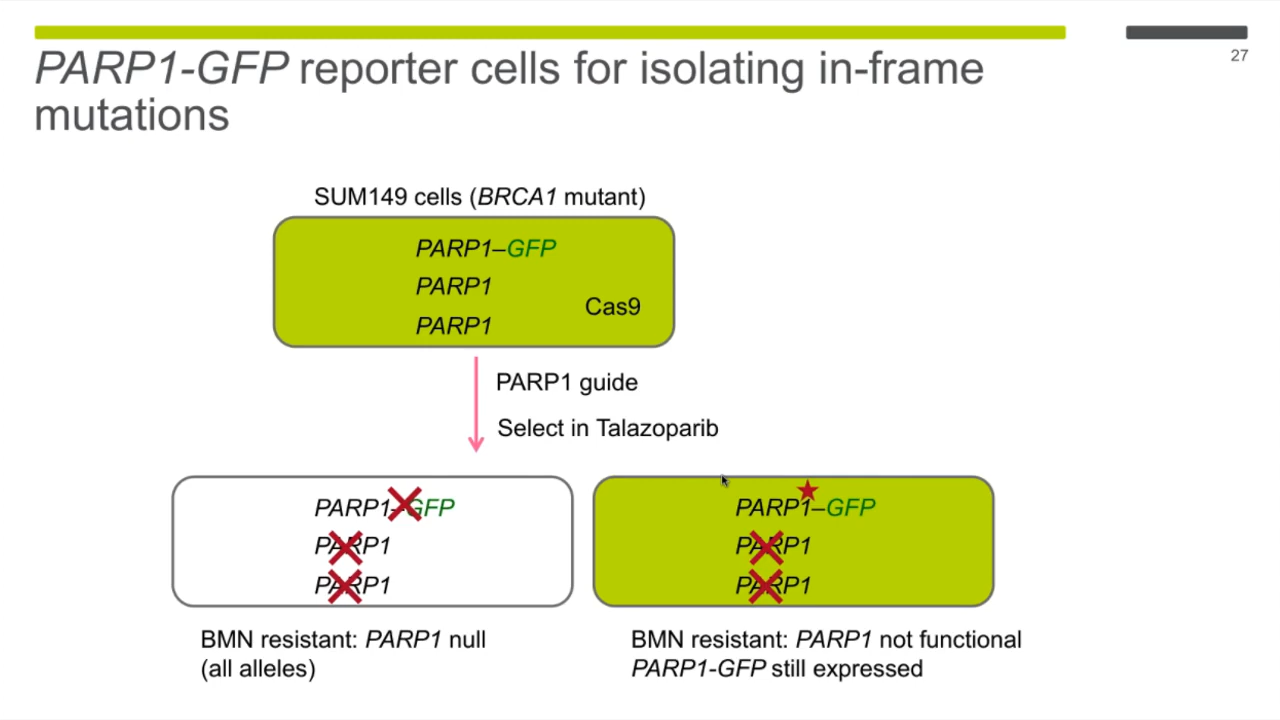 27
PARP1-GFP reporter cells for isolating in-frame
mutations
SUM149 cells (BRCA1 mutant)
PARP1–GFP
PARP1
Cas9
PARP1
PARP1 guide
Select in Talazoparib
PARP1–GFP
PARP1
PARP1
BMN resistant: PARP1 null
(all alleles)
PARP1–GFP
PARP1
PARP1
BMN resistant: PARP1 not functional
PARP1-GFP still expressed